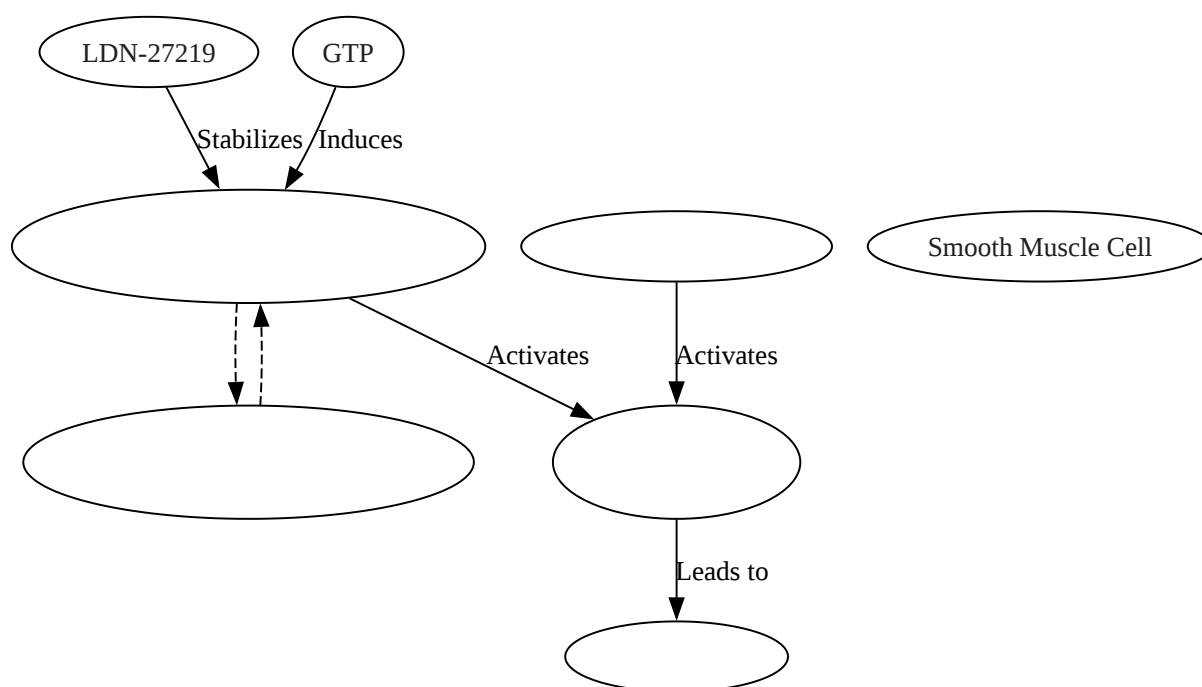 LDN-27219
GTP
Stabilizes
Induces
Smooth Muscle Cell
Activates
Activates
Leads to